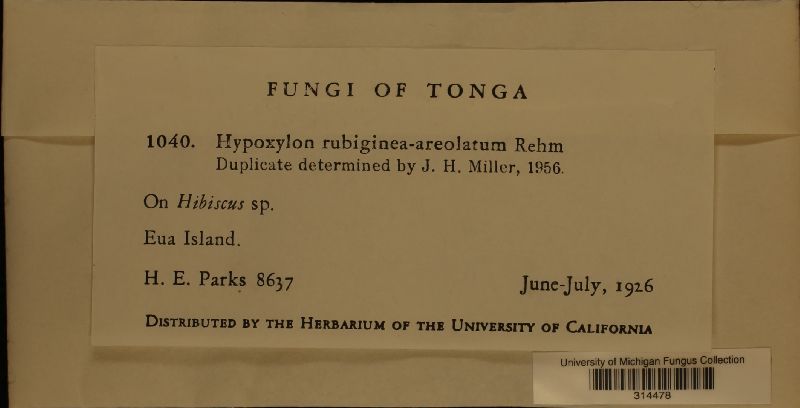 FUNGI OF TONGA
1040. Hypoxylon rubiginea-areolatum Rehm
Duplicate determined by J. H. Miller, 1956.
On Hibiscus sp.
Eua Island.
H. E. Parks 8637 June-July, 1926
DISTRIBUTED BY THE HERBARIUM OF THE UNIVERSITY OF CALIFORNIA
University of Michigan Fungus Collection
314478